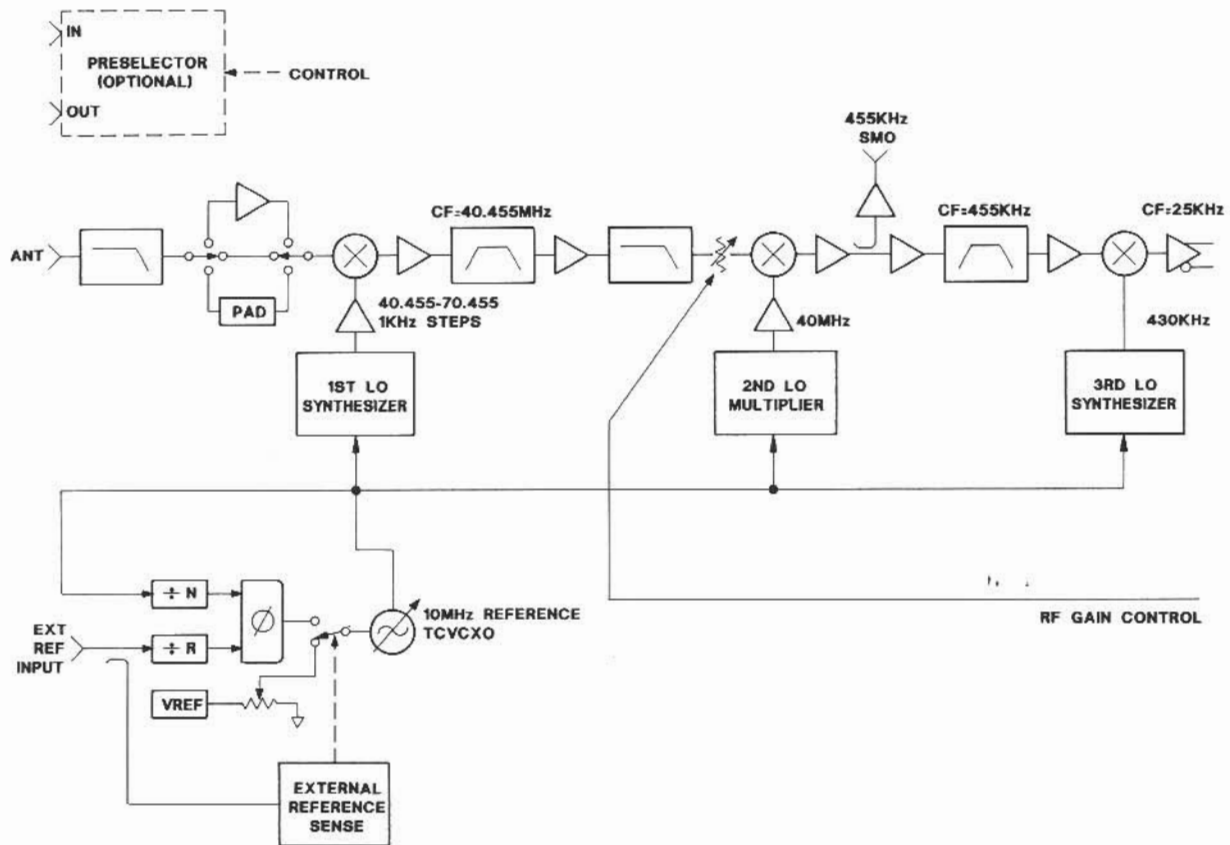 IN
PRESELECTOR
(OPTIONAL)
CONTROL
OUT
455KHz
SMO
CF=40.455MHz
CF=455KHz
CF=25KHz
ANT
PAD
40.455-70.455
1KHz STEPS
40MHz
430KHz
1ST LO
SYNTHESIZER
2ND LO
MULTIPLIER
3RD LO
SYNTHESIZER
÷ N
Ø
10MHz REFERENCE
TCVCXO
EXT
REF
INPUT
÷ R
RF GAIN CONTROL
VREF
EXTERNAL
REFERENCE
SENSE